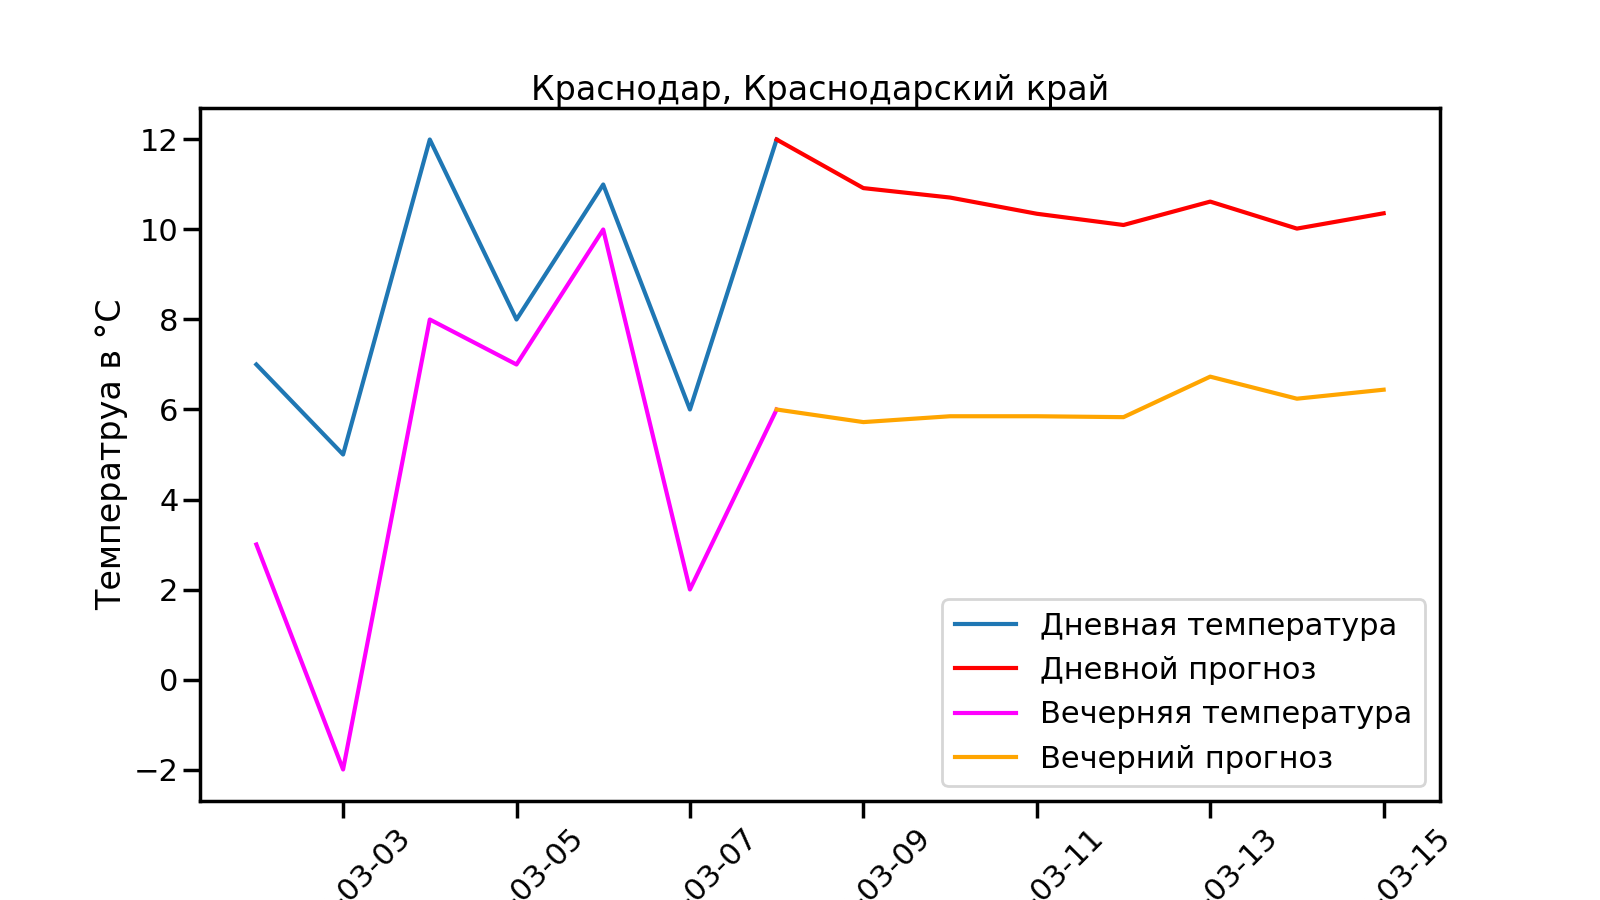 Краснодар, Краснодарский край
Температруа в °C
12
10
8
6
4
2
0
−2
Дневная температура
Дневной прогноз
Вечерняя температура
Вечерний прогноз
-03-03
-03-05
-03-07
-03-09
-03-11
-03-13
-03-15